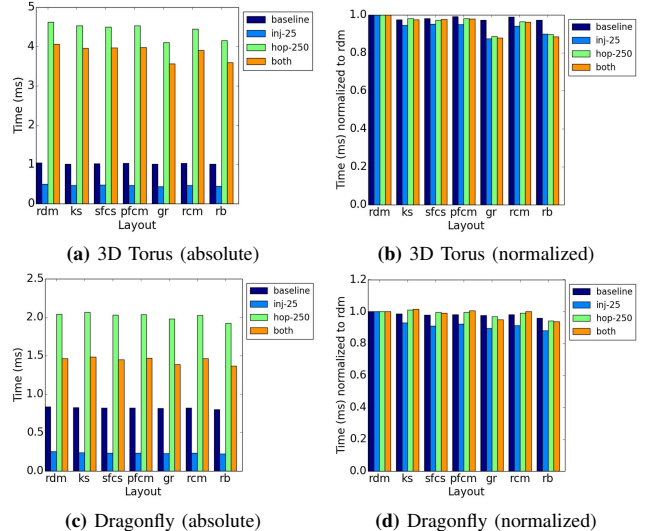 5
4
3
2
1
0
Time (ms)
rdm ks sfcs pfcm gr rcm rb
Layout
baseline
inj-25
hop-250
both
(a) 3D Torus (absolute)
1.0
0.8
0.6
0.4
0.2
0.0
Time (ms) normalized to rdm
rdm ks sfcs pfcm gr rcm rb
Layout
baseline
inj-25
hop-250
both
(b) 3D Torus (normalized)
2.5
2.0
1.5
1.0
0.5
0.0
Time (ms)
rdm ks sfcs pfcm gr rcm rb
Layout
baseline
inj-25
hop-250
both
(c) Dragonfly (absolute)
1.2
1.0
0.8
0.6
0.4
0.2
0.0
Time (ms) normalized to rdm
rdm ks sfcs pfcm gr rcm rb
Layout
baseline
inj-25
hop-250
both
(d) Dragonfly (normalized)